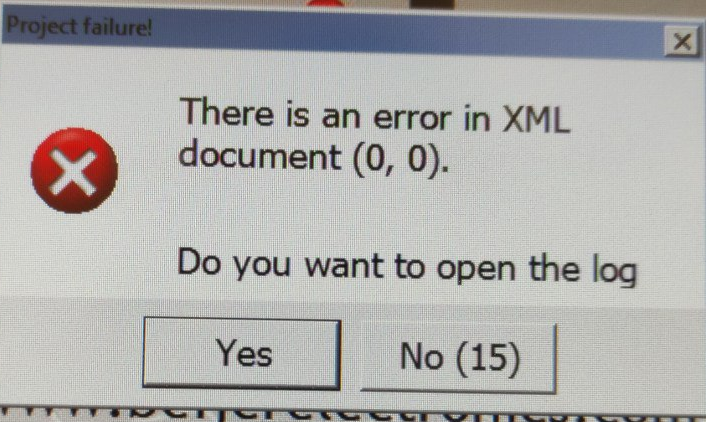 Project failure!
There is an error in XML
document (0, 0).
Do you want to open the log
Yes
No (15)